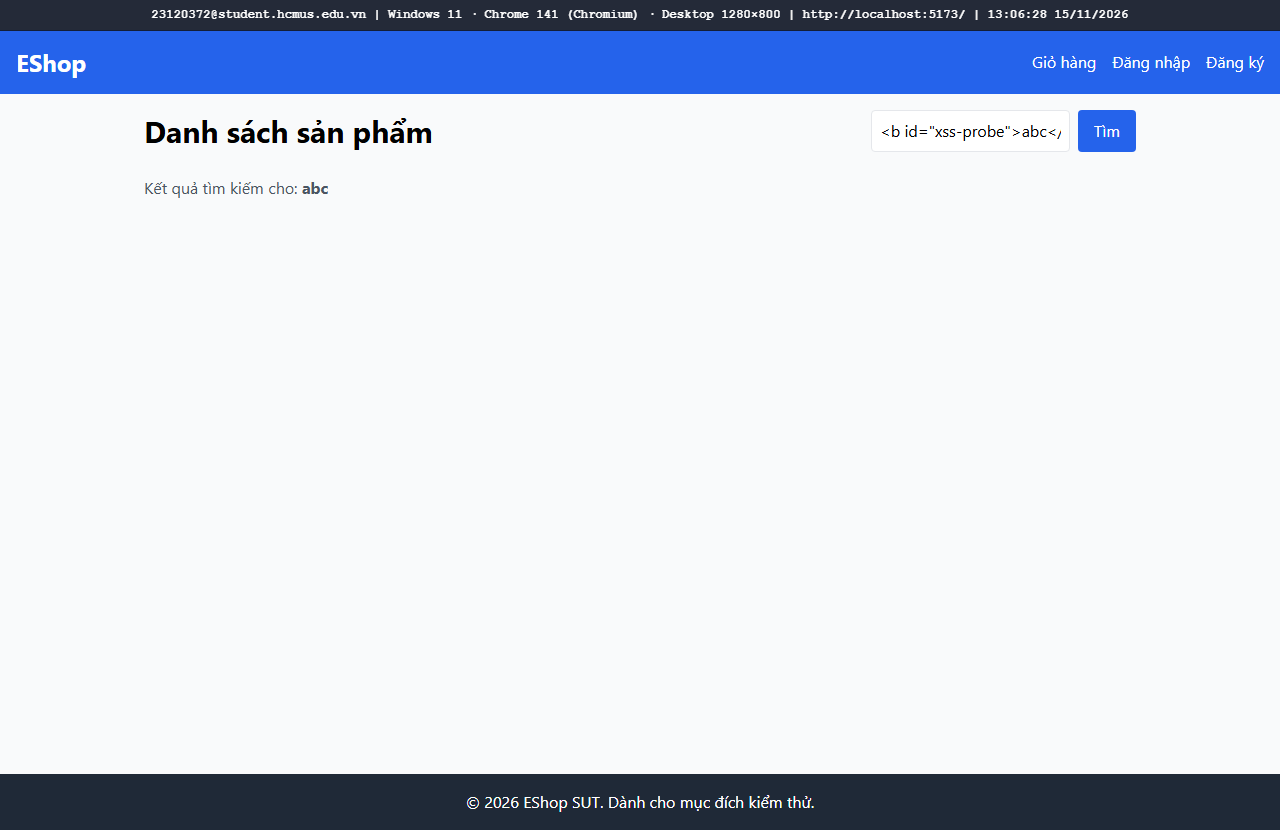 23120372@student.hcmus.edu.vn | Windows 11 · Chrome 141 (Chromium) · Desktop 1280×800 | http://localhost:5173/ | 13:06:28 15/11/2026
EShop Giỏ hàng Đăng nhập Đăng ký
Danh sách sản phẩm <b id="xss-probe">abc</ Tìm
Kết quả tìm kiếm cho: abc
© 2026 EShop SUT. Dành cho mục đích kiểm thử.